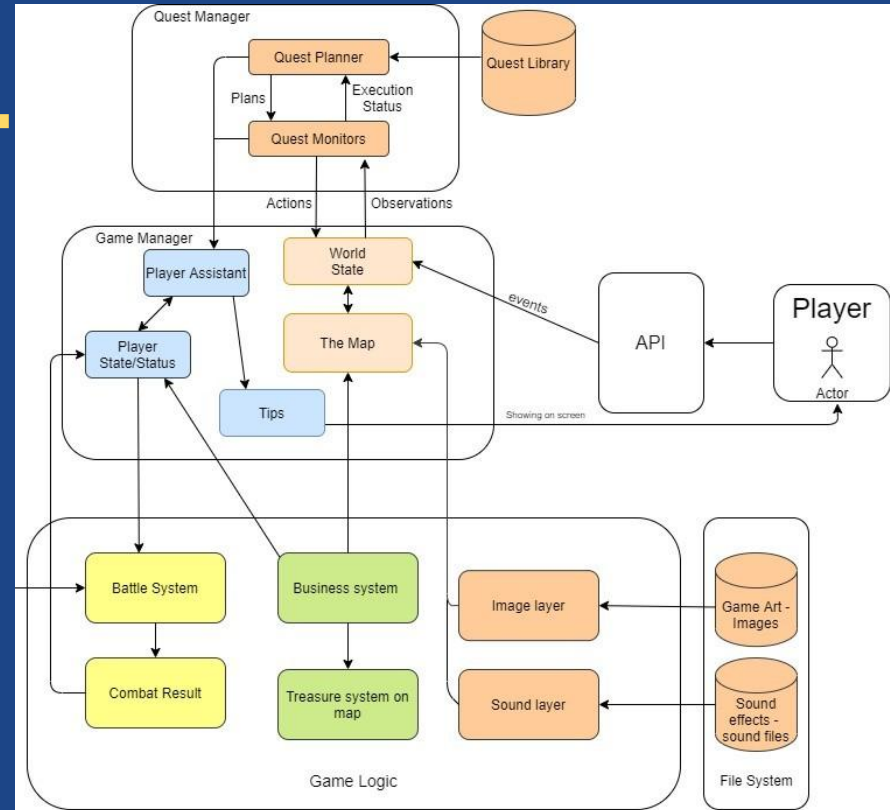 Quest Manager
Quest Planner
Quest Library
Plans
Execution
Status
Quest Monitors
Actions
Observations
Game Manager
Player Assistant
World
State
events
Player
State/Status
The Map
API
Player
Actor
Tips
Showing on screen
Battle System
Business system
Image layer
Game Art -
Images
Combat Result
Treasure system on
map
Sound layer
Sound
effects -
sound files
Game Logic
File System